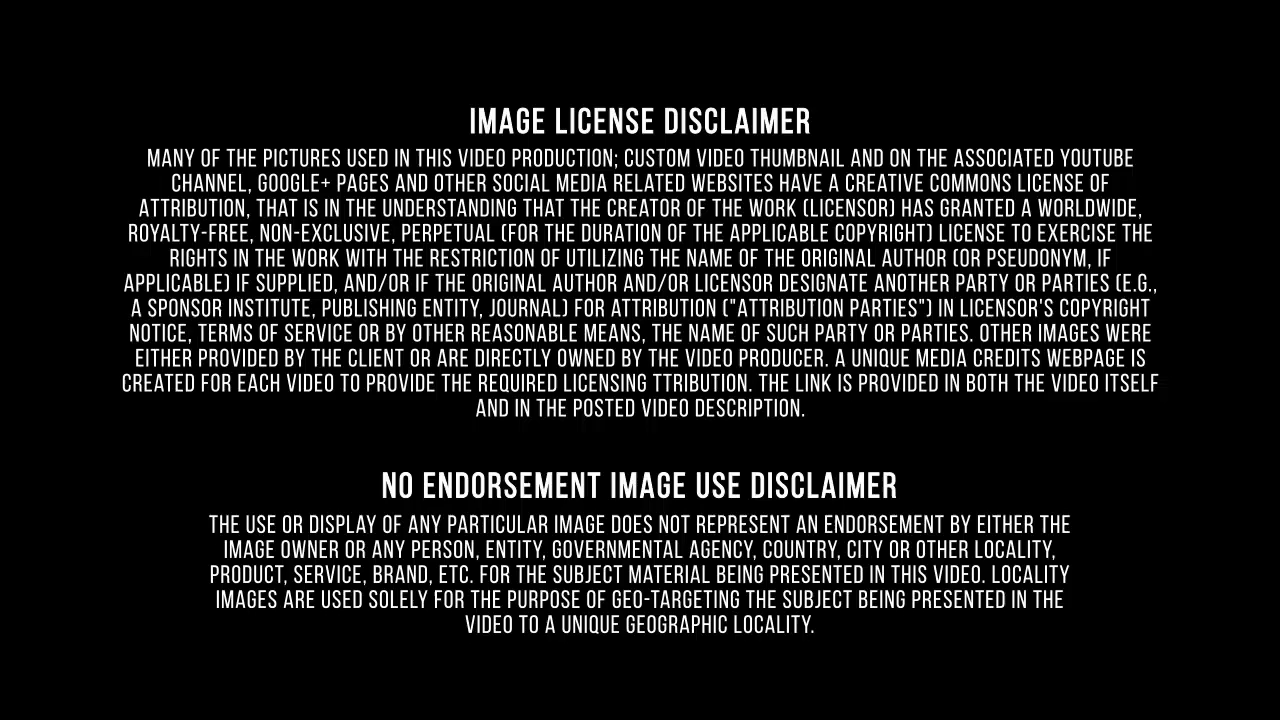 IMAGE LICENSE DISCLAIMER
MANY OF THE PICTURES USED IN THIS VIDEO PRODUCTION; CUSTOM VIDEO THUMBNAIL AND ON THE ASSOCIATED YOUTUBE
CHANNEL, GOOGLE+ PAGES AND OTHER SOCIAL MEDIA RELATED WEBSITES HAVE A CREATIVE COMMONS LICENSE OF
ATTRIBUTION, THAT IS IN THE UNDERSTANDING THAT THE CREATOR OF THE WORK (LICENSOR) HAS GRANTED A WORLDWIDE,
ROYALTY-FREE, NON-EXCLUSIVE, PERPETUAL (FOR THE DURATION OF THE APPLICABLE COPYRIGHT) LICENSE TO EXERCISE THE
RIGHTS IN THE WORK WITH THE RESTRICTION OF UTILIZING THE NAME OF THE ORIGINAL AUTHOR (OR PSEUDONYM, IF
APPLICABLE) IF SUPPLIED, AND/OR IF THE ORIGINAL AUTHOR AND/OR LICENSOR DESIGNATE ANOTHER PARTY OR PARTIES (E.G.,
A SPONSOR INSTITUTE, PUBLISHING ENTITY, JOURNAL) FOR ATTRIBUTION ("ATTRIBUTION PARTIES") IN LICENSOR'S COPYRIGHT
NOTICE, TERMS OF SERVICE OR BY OTHER REASONABLE MEANS, THE NAME OF SUCH PARTY OR PARTIES. OTHER IMAGES WERE
EITHER PROVIDED BY THE CLIENT OR ARE DIRECTLY OWNED BY THE VIDEO PRODUCER. A UNIQUE MEDIA CREDITS WEBPAGE IS
CREATED FOR EACH VIDEO TO PROVIDE THE REQUIRED LICENSING TTRIBUTION. THE LINK IS PROVIDED IN BOTH THE VIDEO ITSELF
AND IN THE POSTED VIDEO DESCRIPTION.
NO ENDORSEMENT IMAGE USE DISCLAIMER
THE USE OR DISPLAY OF ANY PARTICULAR IMAGE DOES NOT REPRESENT AN ENDORSEMENT BY EITHER THE
IMAGE OWNER OR ANY PERSON, ENTITY, GOVERNMENTAL AGENCY, COUNTRY, CITY OR OTHER LOCALITY,
PRODUCT, SERVICE, BRAND, ETC. FOR THE SUBJECT MATERIAL BEING PRESENTED IN THIS VIDEO. LOCALITY
IMAGES ARE USED SOLELY FOR THE PURPOSE OF GEO-TARGETING THE SUBJECT BEING PRESENTED IN THE
VIDEO TO A UNIQUE GEOGRAPHIC LOCALITY.